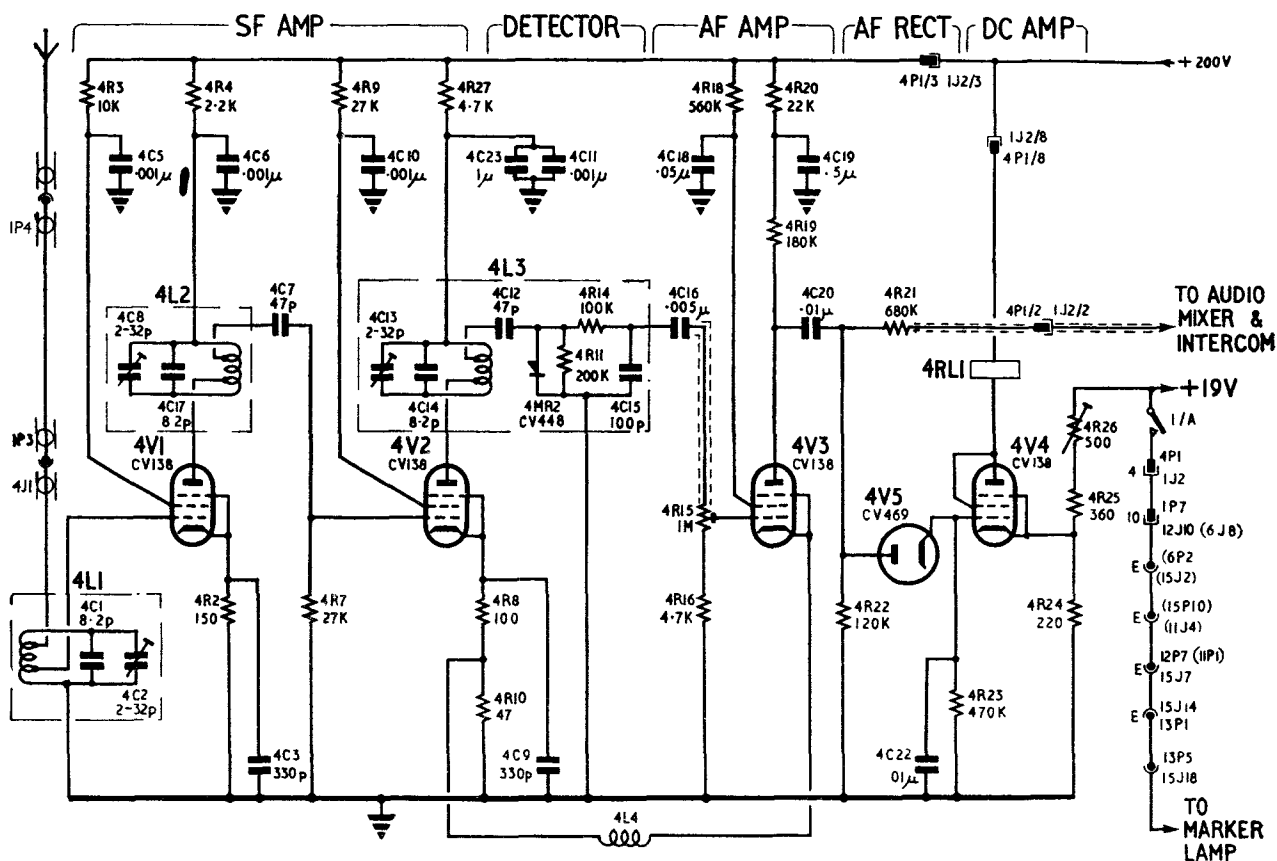 SF AMP
DETECTOR
AF AMP
AF RECT
DC AMP
+200V
4P1/3 1J2/3
4R3
10K
4R4
2·2K
4R9
27K
4R27
4·7K
4R18
560K
4R20
22K
1J2/8
4P1/8
4C5
·001μ
4C6
·001μ
4C10
·001μ
4C23
1μ
4C11
·001μ
4C18
·05μ
4C19
·5μ
1P4
4R19
180K
4L2
4C7
47p
4L3
4C8
2-32p
4C13
2-32p
4C12
47p
4R14
100K
4C16
·005μ
4C20
·01μ
4R21
680K
4P1/2 1J2/2
TO AUDIO
MIXER &
INTERCOM
4R11
200K
4RL1
4C17
8·2p
4C14
8·2p
4MR2
CV448
4C15
100p
+19V
1/A
4R26
500
1P3
4J1
4V1
CV138
4V2
CV138
4V3
CV138
4V4
CV138
4P1
4
1J2
4V5
CV469
4R15
1M
4R25
360
1P7
10
12J10 (6J8)
(6P2
E
(15J2)
4L1
4C1
8·2p
4R2
150
4R7
27K
4R8
100
4R16
4·7K
4R22
120K
4R24
220
(15P10)
E
(11J4)
12P7 (11P1)
E
15J7
4C2
2-32p
4R10
47
4R23
470K
15J14
E
13P1
4C3
330p
4C9
330p
4C22
01μ
13P5
15J18
4L4
TO
MARKER
LAMP